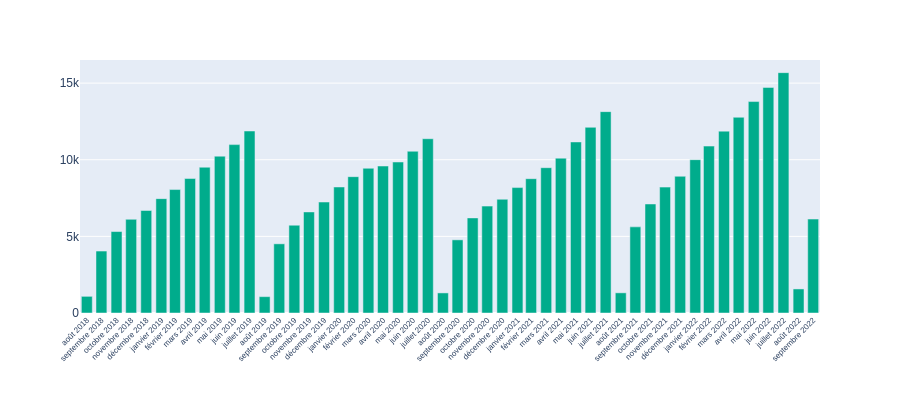 15k
10k
5k
0
août 2018
septembre 2018
octobre 2018
novembre 2018
décembre 2018
janvier 2019
février 2019
mars 2019
avril 2019
mai 2019
juin 2019
juillet 2019
août 2019
septembre 2019
octobre 2019
novembre 2019
décembre 2019
janvier 2020
février 2020
mars 2020
avril 2020
mai 2020
juin 2020
juillet 2020
août 2020
septembre 2020
octobre 2020
novembre 2020
décembre 2020
janvier 2021
février 2021
mars 2021
avril 2021
mai 2021
juin 2021
juillet 2021
août 2021
septembre 2021
octobre 2021
novembre 2021
décembre 2021
janvier 2022
février 2022
mars 2022
avril 2022
mai 2022
juin 2022
juillet 2022
août 2022
septembre 2022